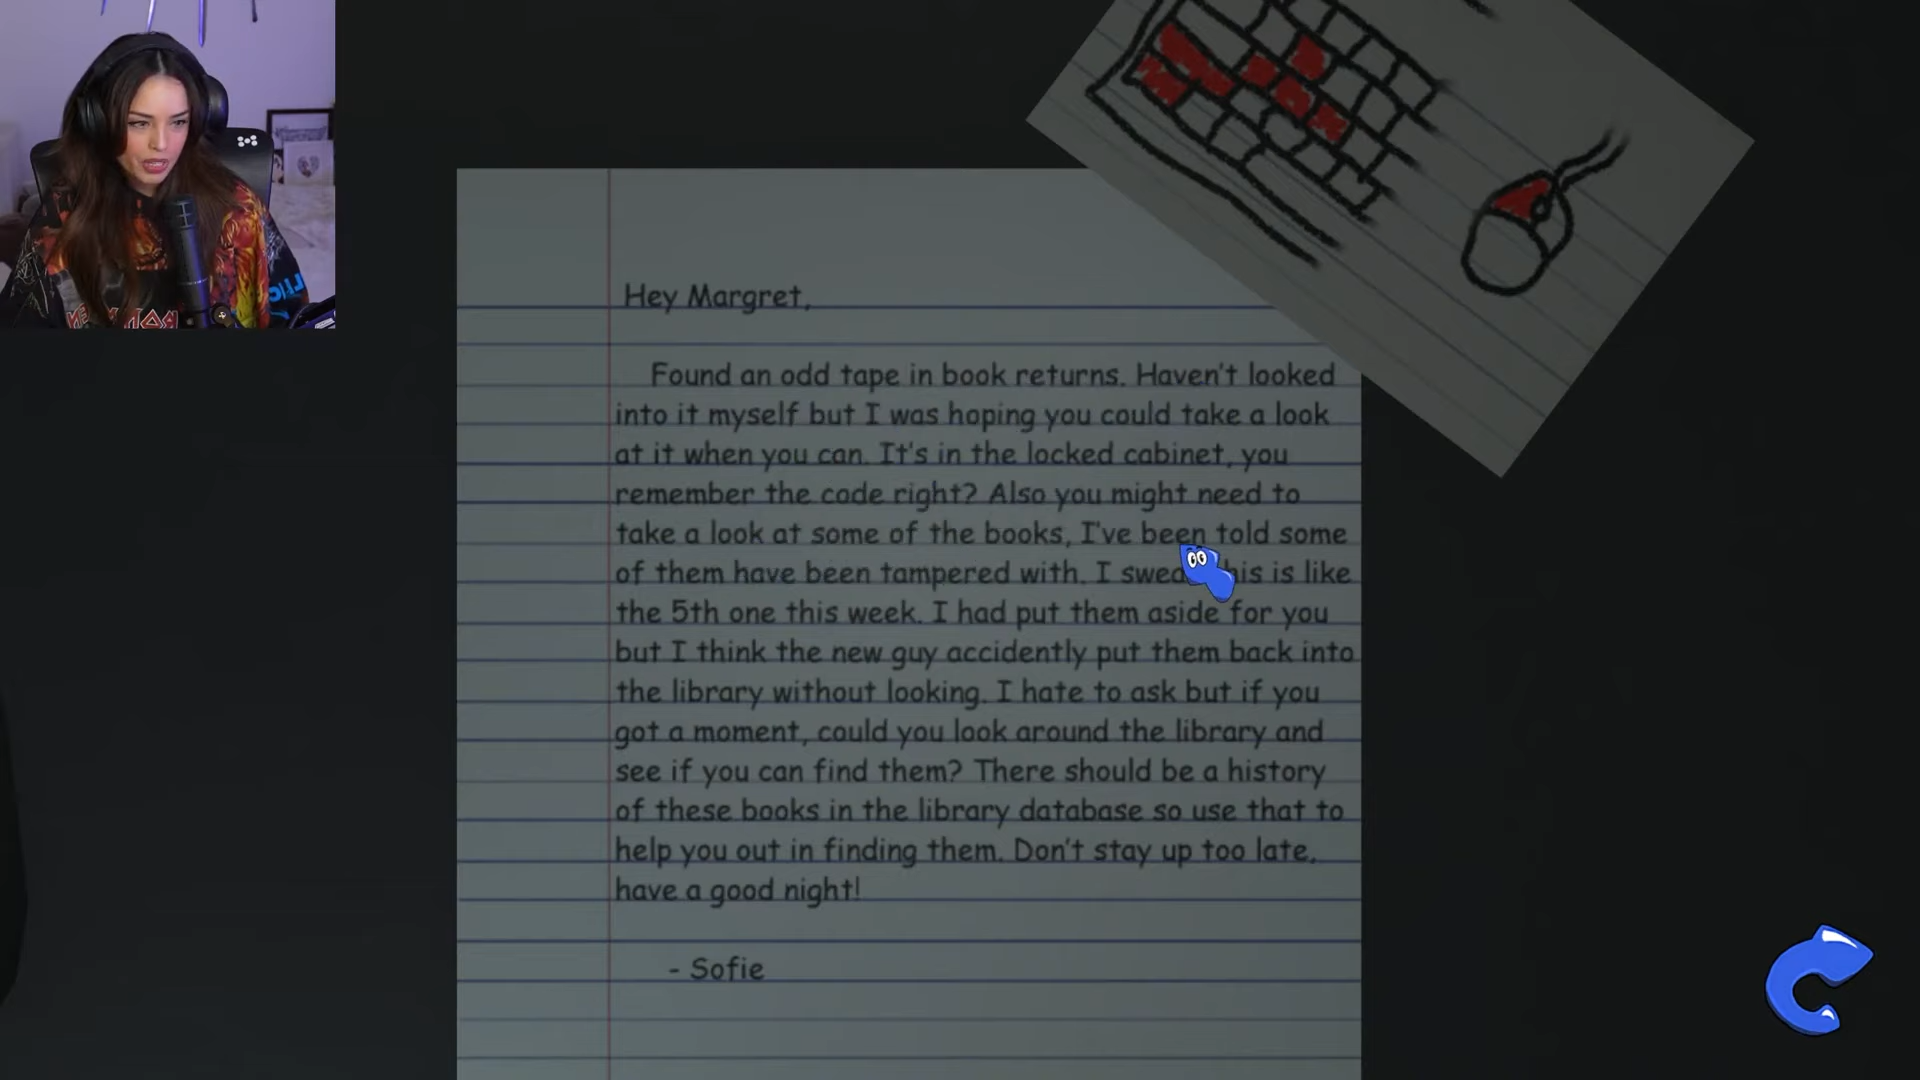 Hey Margret,
Found an odd tape in book returns. Haven't looked
into it myself but I was hoping you could take a look
at it when you can. It's in the locked cabinet, you
remember the code right? Also you might need to
take a look at some of the books, I've been told some
of them have been tampered with. I is like
the 5th one this week. I had put them aside for you
but I think the new guy accidently put them back into
the library without looking. I hate to ask but if you
got a moment, could you look around the library and
see if you can find them? There should be a history
of these books in the library database so use that to
help you out in finding them. Don't stay up too late,
have a good night!
- Sofie